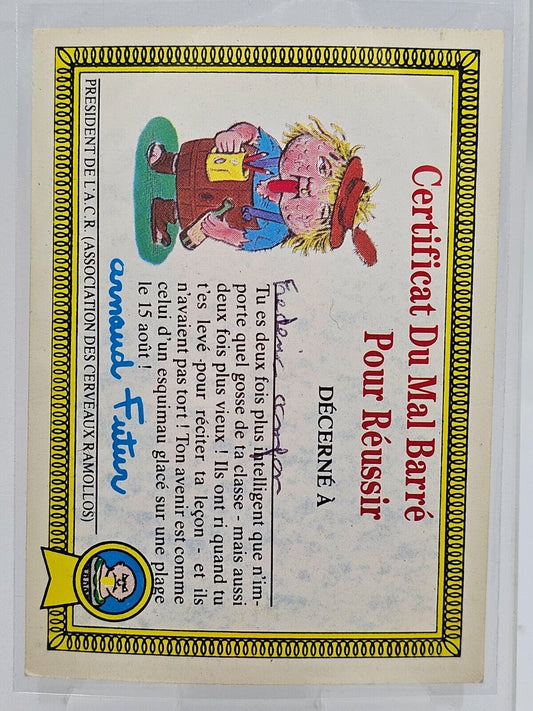 Certificat Du Mal Barré
Pour Réussir
DÉCERNÉ À
Tu es deux fois plus intelligent que n'im-
porte quel gosse de ta classe - mais aussi
deux fois plus vieux ! Ils ont ri quand tu
t'es levé pour réciter ta leçon - et ils
n'avaient pas tort ! Ton avenir est comme
celui d'un esquimau glacé sur une plage
le 15 août !
arnaud Futur
PRESIDENT DE L'A.C.R. (ASSOCIATION DES CERVEAUX RAMOLLOS)